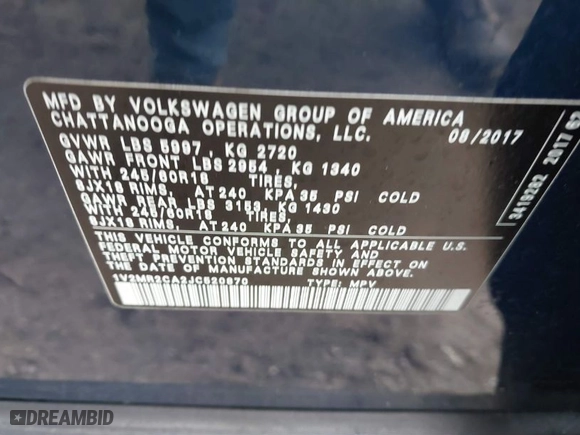 MFD BY VOLKSWAGEN GROUP OF AMERICA
CHATTANOOGA OPERATIONS, LLC. 08/2017
GVWR LBS 5997, KG 2720
GAWR FRONT LBS 2954, KG 1340
WITH 245/60R18 TIRES,
8JX18 RIMS, AT 240 KPA 35 PSI COLD
GAWR REAR LBS 3153, KG 1430
WITH 245/60R18 TIRES,
8JX18 RIMS, AT 240 KPA 35 PSI COLD
THIS VEHICLE CONFORMS TO ALL APPLICABLE U.S.
FEDERAL MOTOR VEHICLE SAFETY AND
THEFT PREVENTION STANDARDS IN EFFECT ON
THE DATE OF MANUFACTURE SHOWN ABOVE.
1V2MR2CA2JC520670 TYPE: MPV
3419282 2017
DREAMBID